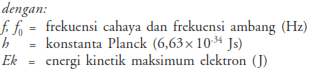 dengan:
f, f₀ = frekuensi cahaya dan frekuensi ambang (Hz)
h = konstanta Planck (6,63× 10⁻³⁴ Js)
Ek = energi kinetik maksimum elektron (J)